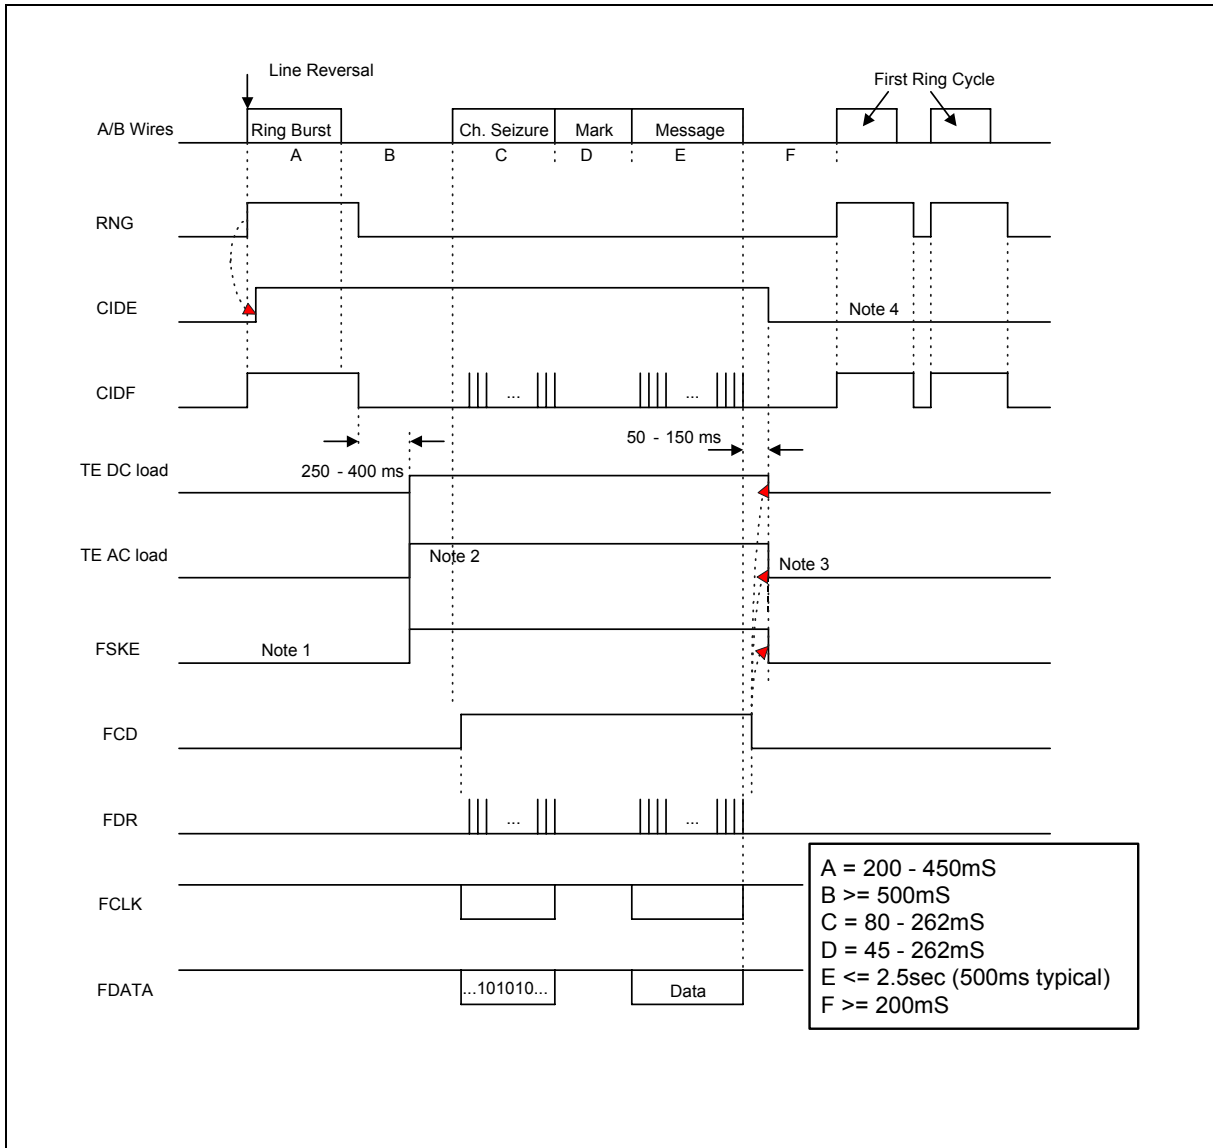 Line Reversal
First Ring Cycle
A/B Wires
Ring Burst
Ch. Seizure
Mark
Message
A
B
C
D
E
F
RNG
CIDE
Note 4
CIDF
...
...
50 - 150 ms
250 - 400 ms
TE DC load
TE AC load
Note 2
Note 3
FSKE
Note 1
FCD
FDR
...
...
FCLK
FDATA
...101010...
Data
A = 200 - 450mS
B >= 500mS
C = 80 - 262mS
D = 45 - 262mS
E <= 2.5sec (500ms typical)
F >= 200mS